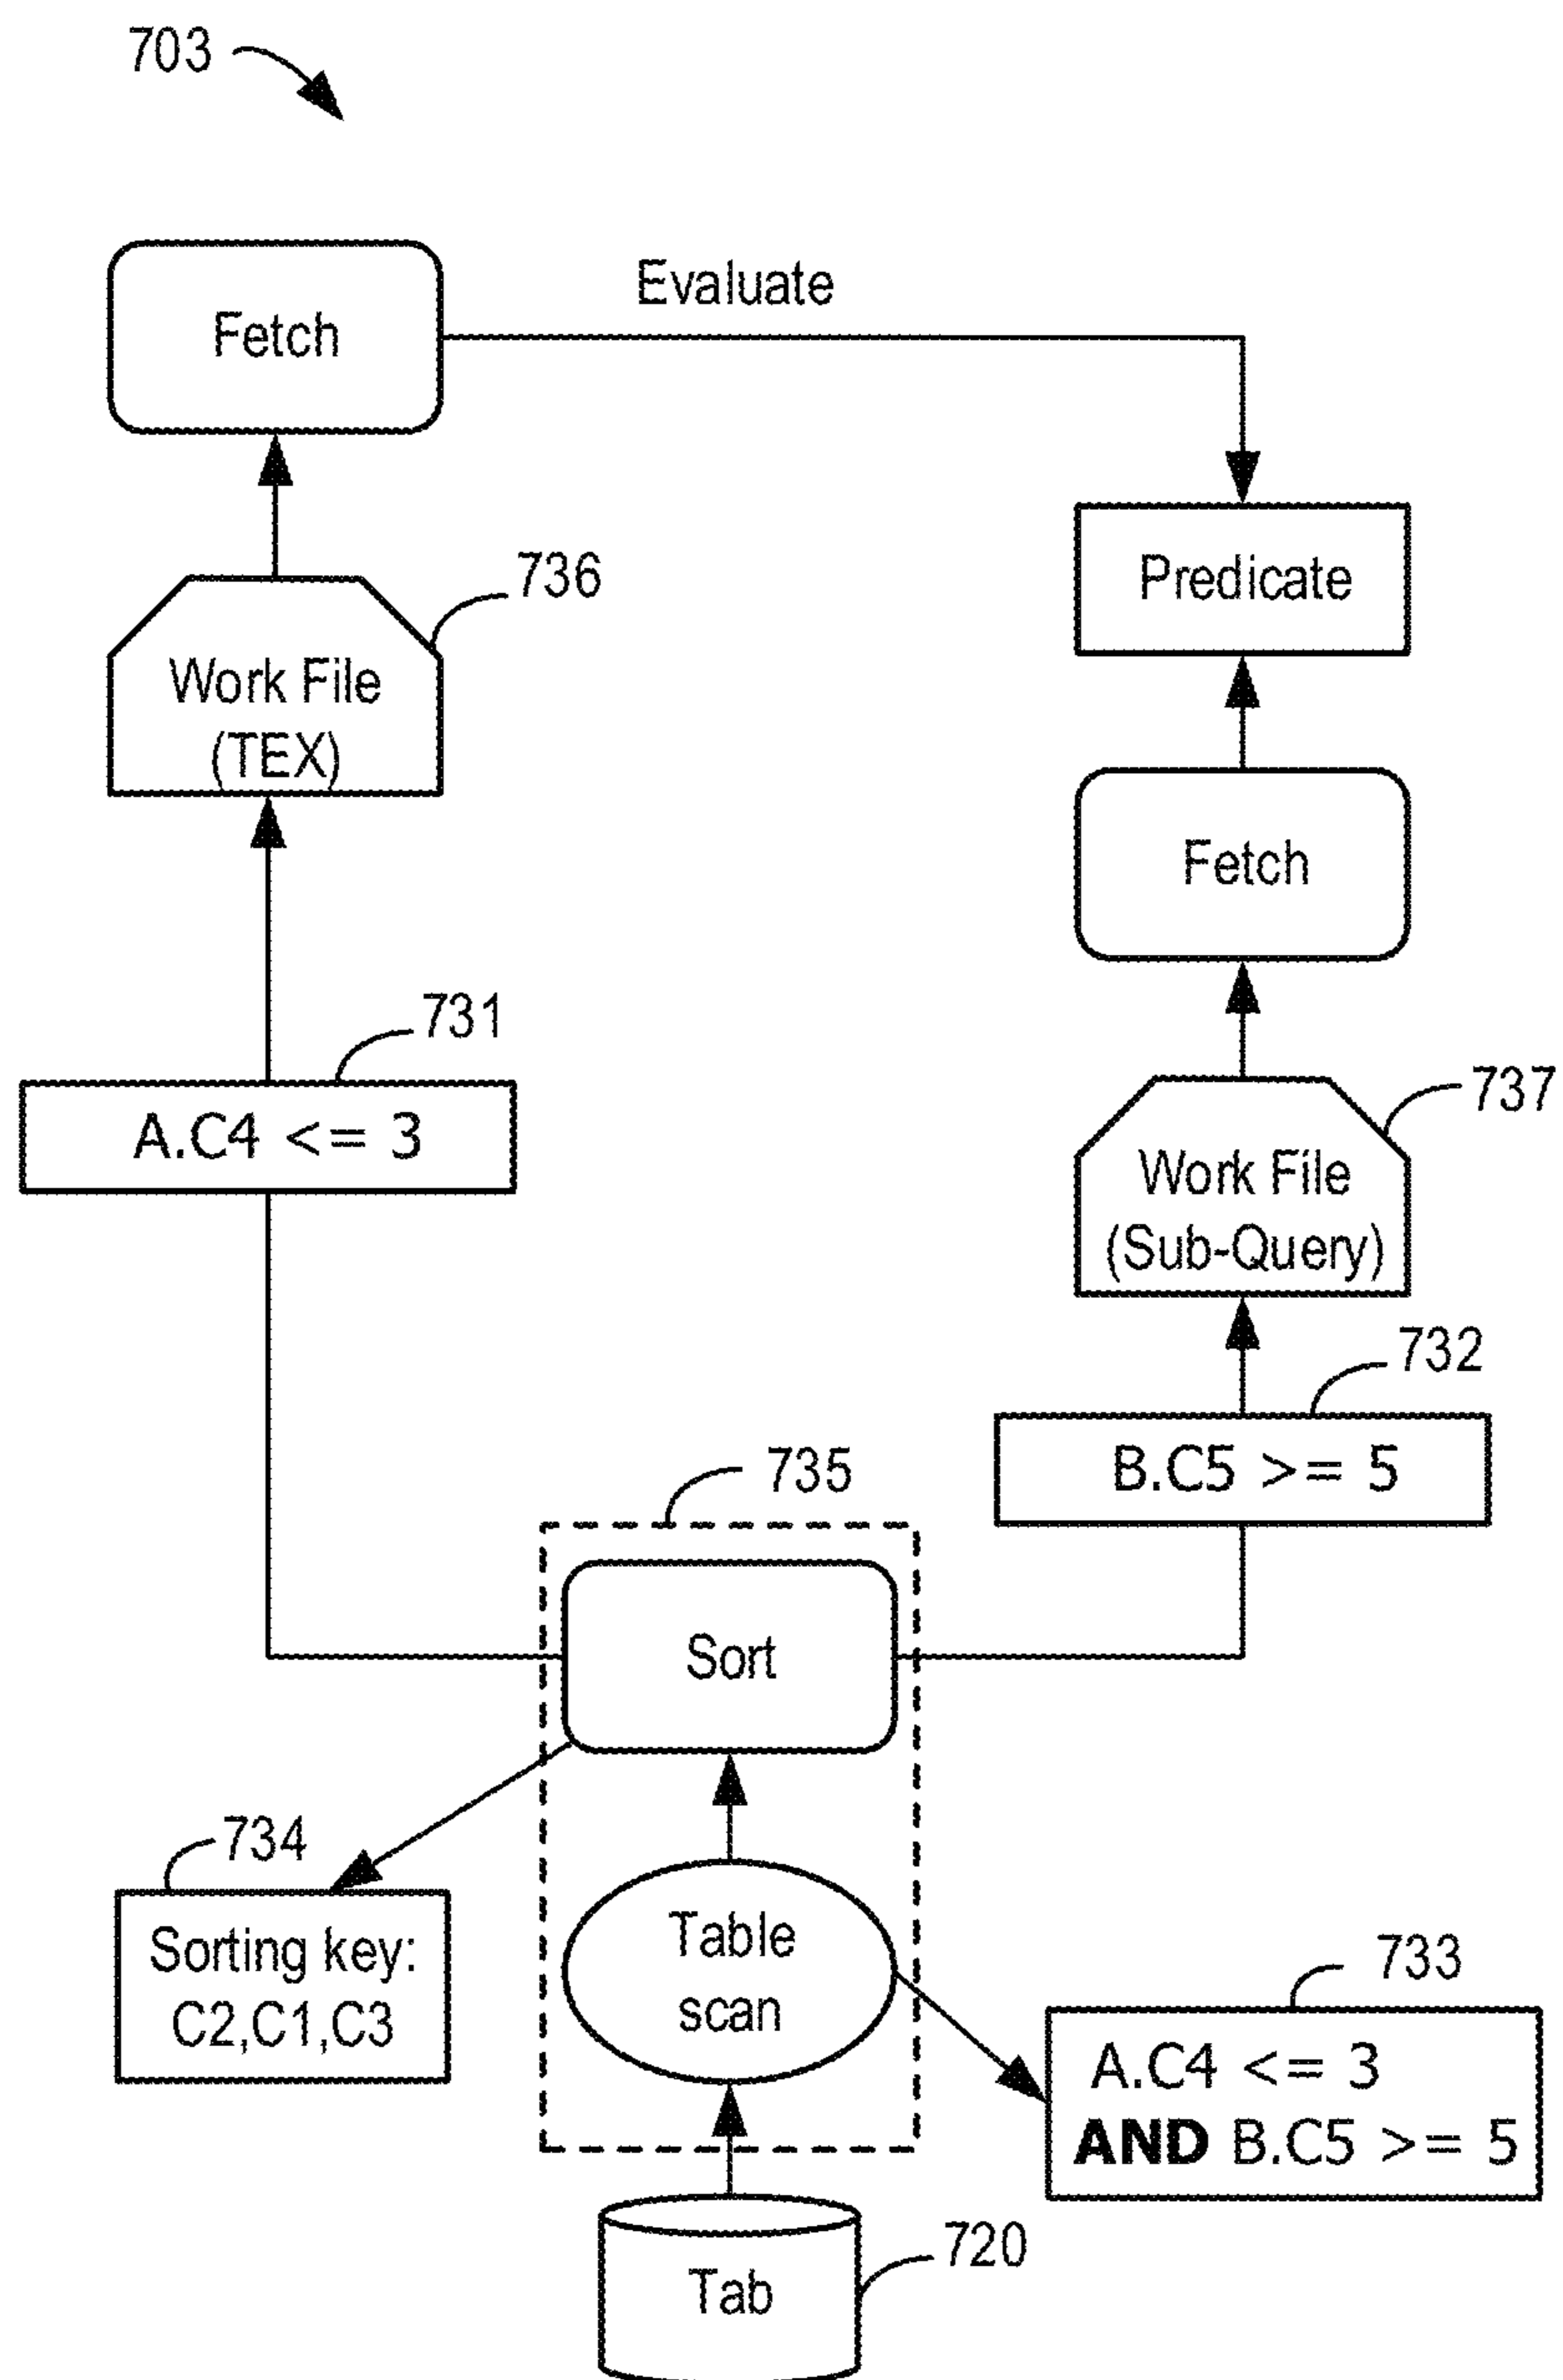 703
Fetch
Evaluate
Predicate
736
Work File
(TEX)
Fetch
731
A.C4 <= 3
737
Work File
(Sub-Query)
732
B.C5 >= 5
735
Sort
734
Sorting key:
C2,C1,C3
Table
scan
733
A.C4 <= 3
AND B.C5 >= 5
720
Tab